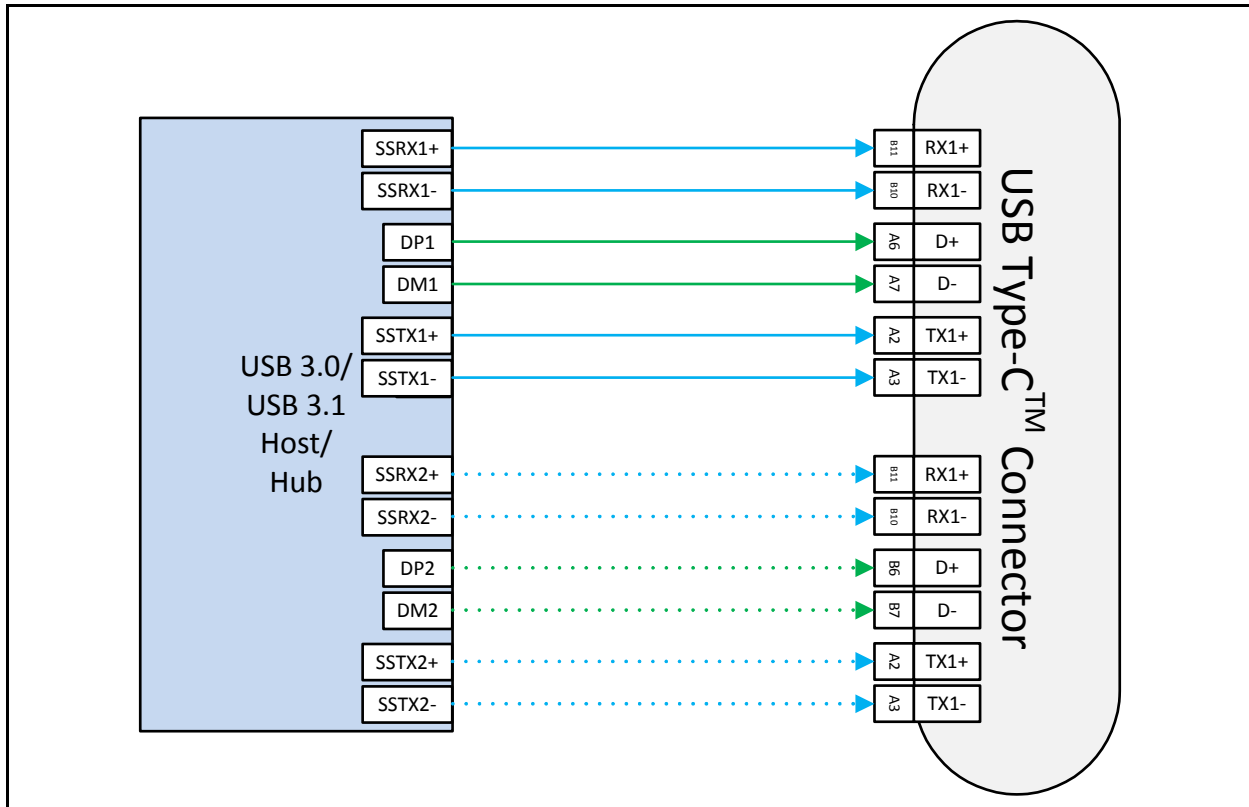 SSRX1+
B11 RX1+
SSRX1-
B10 RX1-
DP1
A6 D+
DM1
A7 D-
SSTX1+
A2 TX1+
SSTX1-
A3 TX1-
USB 3.0/
USB 3.1
Host/
Hub
SSRX2+
B11 RX1+
SSRX2-
B10 RX1-
DP2
B6 D+
DM2
B7 D-
SSTX2+
A2 TX1+
SSTX2-
A3 TX1-
USB Type-C™ Connector